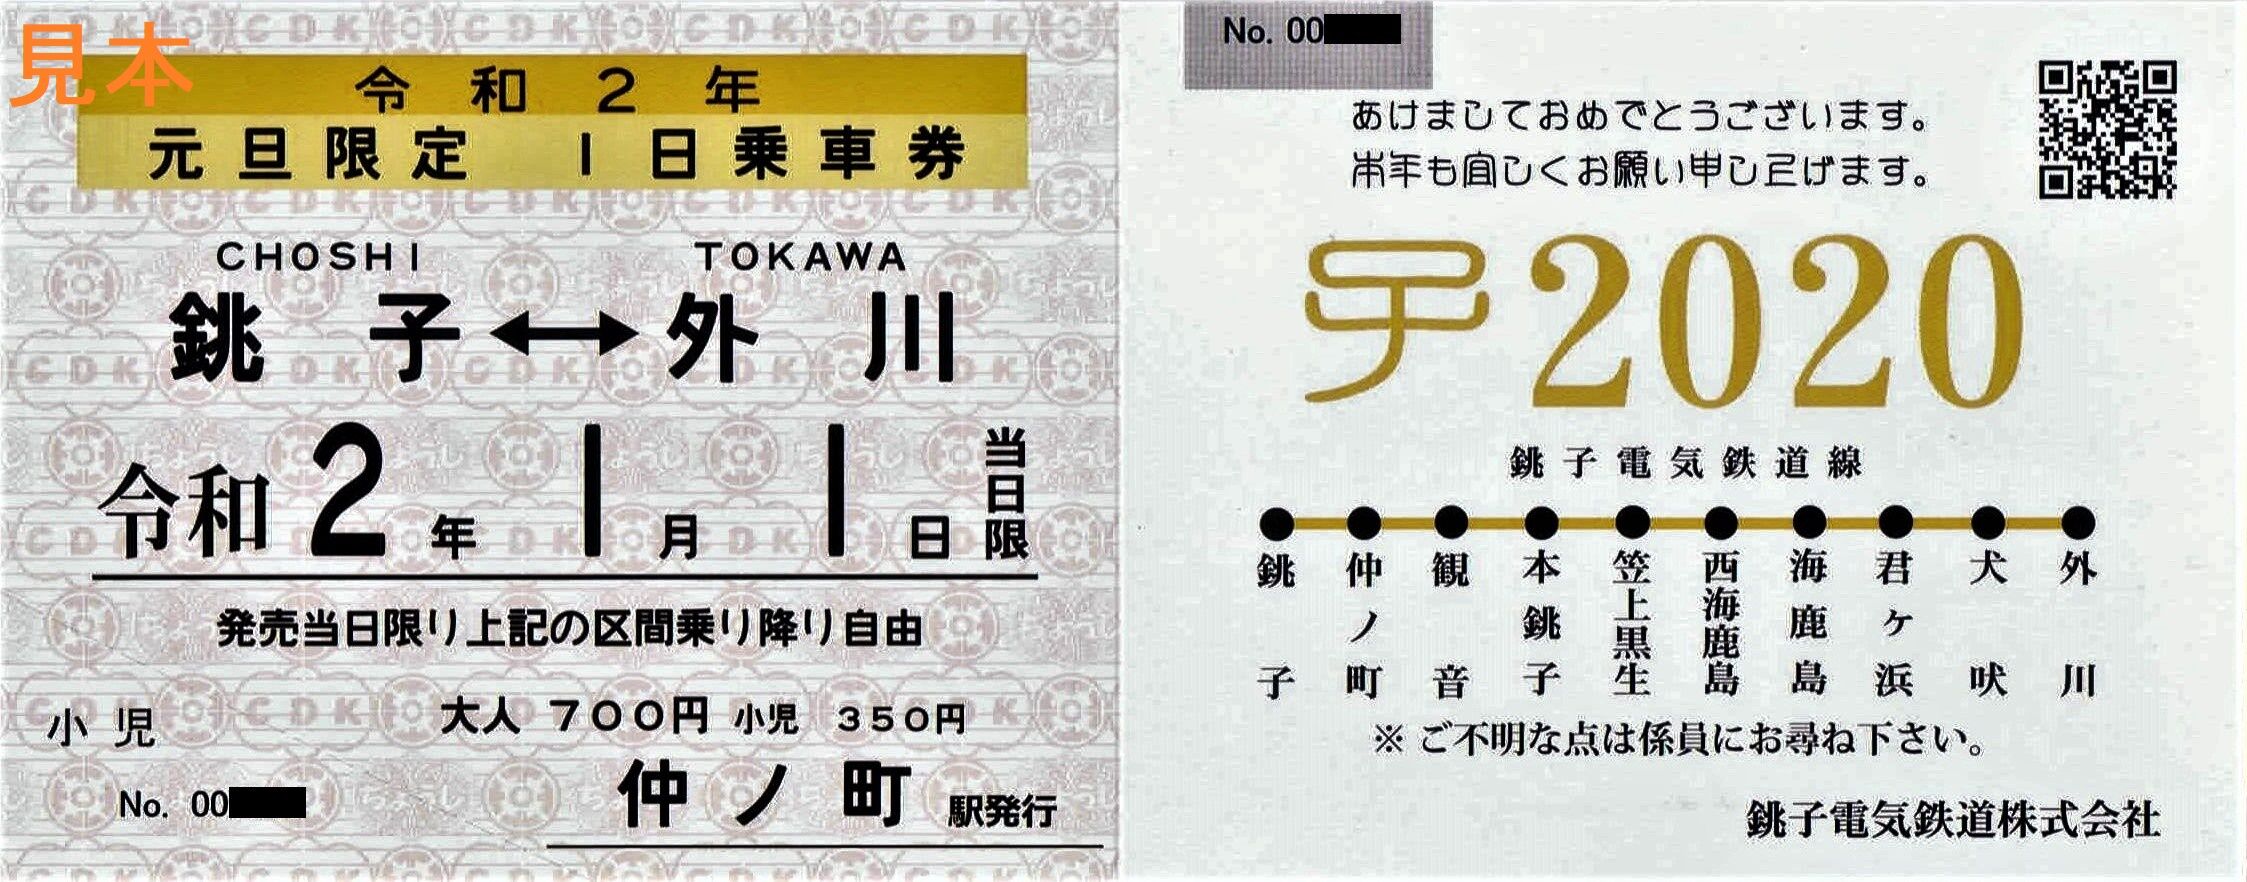 見本
令和2年
元旦限定 1日乗車券
CHOSHI TOKAWA
銚子↔外川
令和2年1月1日 当日限
発売当日限り上記の区間乗り降り自由
小児
大人 700円 小児 350円
No. 00
仲ノ町 駅発行
No. 00
あけましておめでとうございます。
本年も宜しくお願い申し上げます。
子2020
銚子電気鉄道線
銚子
仲ノ町
観音
本銚子
笠上黒生
西海鹿島
海鹿島
君ヶ浜
犬吠
外川
※ご不明な点は係員にお尋ね下さい。
銚子電気鉄道株式会社